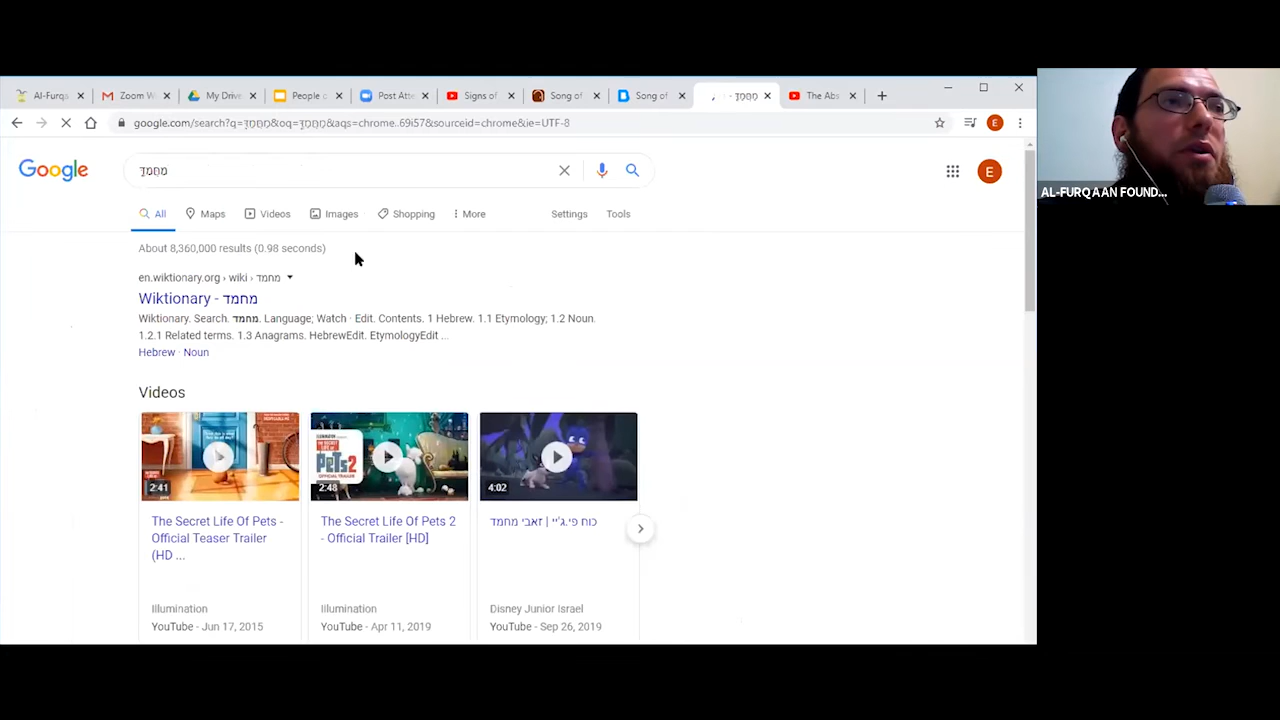 Al-Furqa
Zoom W
My Drive
People c
Post Atte
Signs of
Song of
Song of
The Abs
google.com/search?q=מַחֲמַד&oq=מַחֲמַד&aqs=chrome..69i57&sourceid=chrome&ie=UTF-8
E
AL-FURQAAN FOUND...
Google
מַחֲמַד
E
All
Maps
Videos
Images
Shopping
More
Settings
Tools
About 8,360,000 results (0.98 seconds)
en.wiktionary.org › wiki › מחמד
Wiktionary - מחמד
Wiktionary. Search. מחמד. Language; Watch · Edit. Contents. 1 Hebrew. 1.1 Etymology; 1.2 Noun.
1.2.1 Related terms. 1.3 Anagrams. HebrewEdit. EtymologyEdit ...
Hebrew · Noun
Videos
PETS 2
2:41
2:48
4:02
The Secret Life Of Pets -
Official Teaser Trailer
(HD ...
The Secret Life Of Pets 2
- Official Trailer [HD]
כוח פי.ג'יי | זאבי מחמד
Illumination
YouTube - Jun 17, 2015
Illumination
YouTube - Apr 11, 2019
Disney Junior Israel
YouTube - Sep 26, 2019